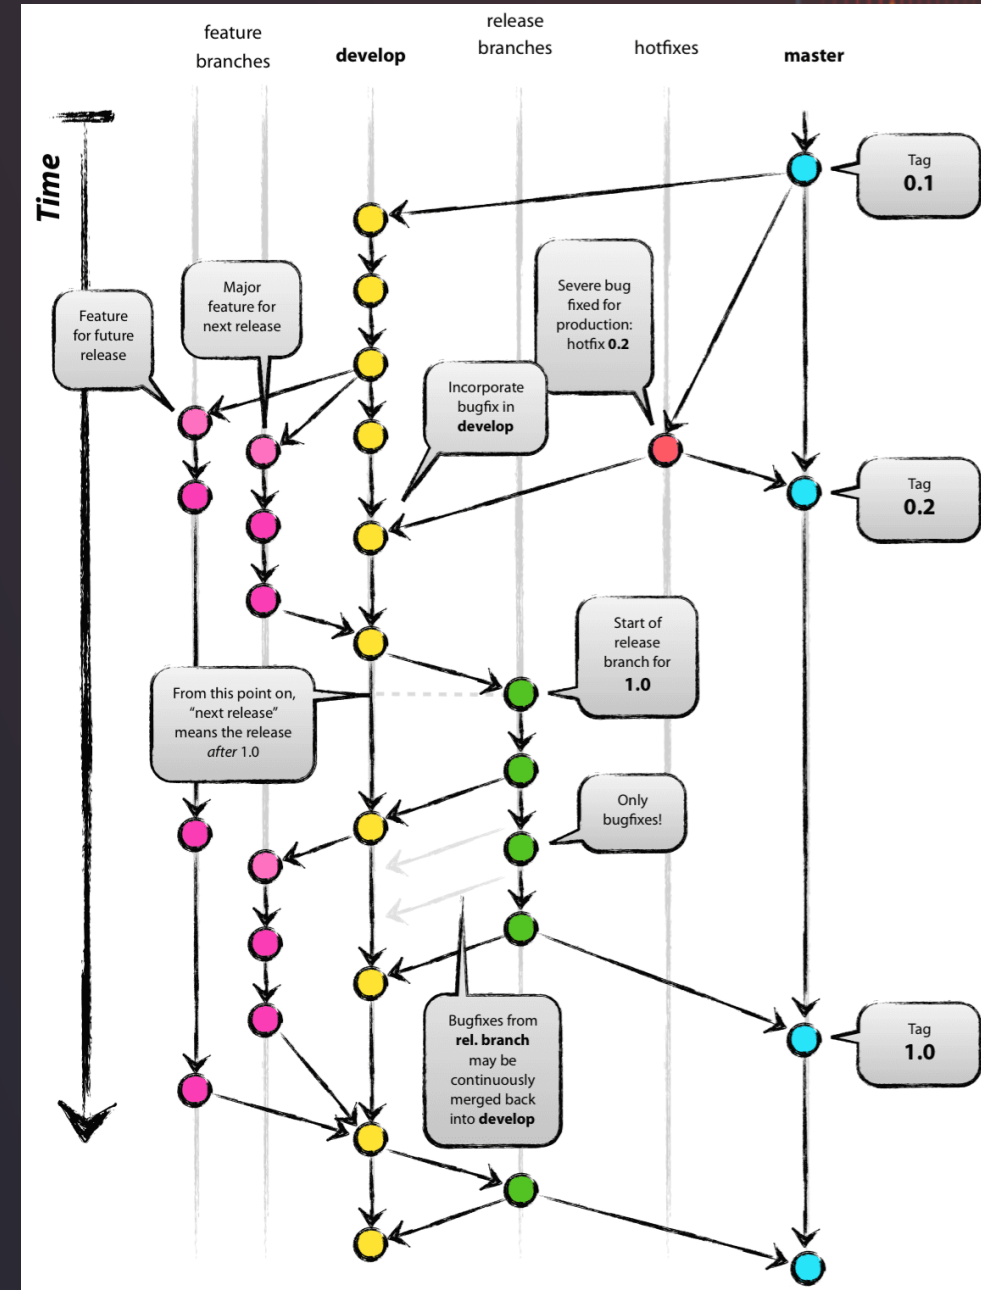 feature
branches
develop
release
branches
hotfixes
master
Time
Tag
0.1
Major
feature for
next release
Feature
for future
release
Severe bug
fixed for
production:
hotfix 0.2
Incorporate
bugfix in
develop
Tag
0.2
Start of
release
branch for
1.0
From this point on,
“next release”
means the release
after 1.0
Only
bugfixes!
Bugfixes from
rel. branch
may be
continuously
merged back
into develop
Tag
1.0